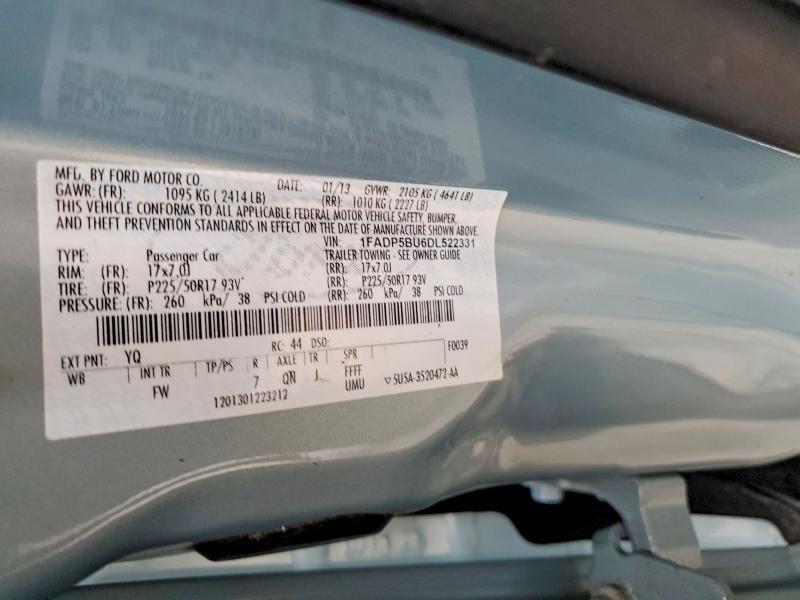 MFD. BY FORD MOTOR CO.
DATE: 01/13 GVWR: 2105 KG ( 4641 LB)
GAWR: (FR): 1095 KG ( 2414 LB) (RR): 1010 KG ( 2227 LB)
THIS VEHICLE CONFORMS TO ALL APPLICABLE FEDERAL MOTOR VEHICLE SAFETY, BUMPER,
AND THEFT PREVENTION STANDARDS IN EFFECT ON THE DATE OF MANUFACTURE SHOWN ABOVE.
VIN: 1FADP5BU6DL522331
TYPE: Passenger Car TRAILER TOWING - SEE OWNER GUIDE
RIM: (FR): 17x7.0J (RR): 17x7.0J
TIRE: (FR): P225/50R17 93V (RR): P225/50R17 93V
PRESSURE: (FR): 260 kPa/ 38 PSI COLD (RR): 260 kPa/ 38 PSI COLD
RC: 44 DSO: F0039
EXT PNT: YQ
WB INT TR TP/PS R AXLE TR SPR
FW 7 QN J FFFF
UMU
▽ 5U5A-3520472-AA
1201301223212